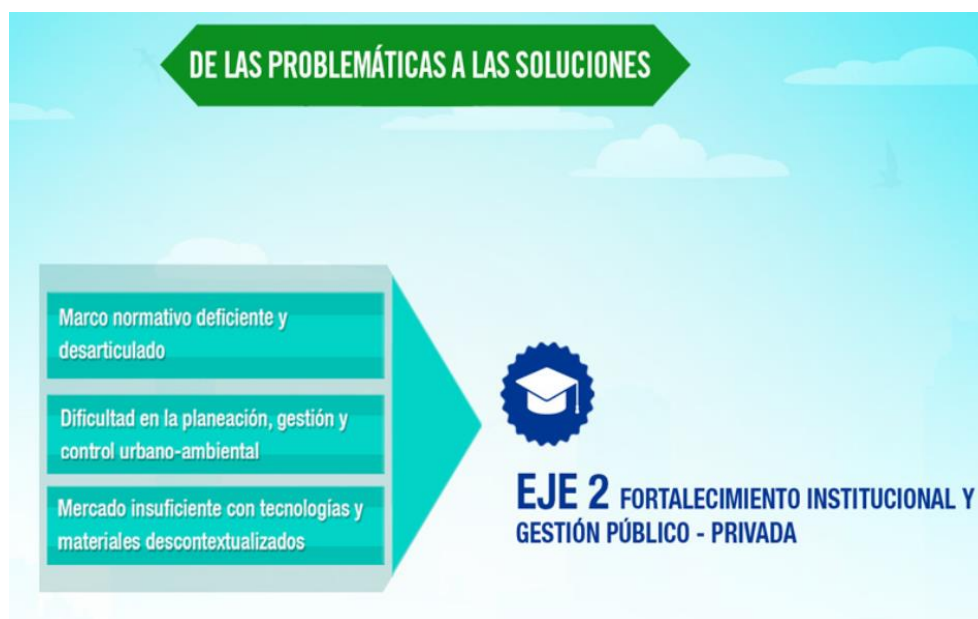 DE LAS PROBLEMÁTICAS A LAS SOLUCIONES
Marco normativo deficiente y
desarticulado
Dificultad en la planeación, gestión y
control urbano-ambiental
Mercado insuficiente con tecnologías y
materiales descontextualizados
EJE 2 FORTALECIMIENTO INSTITUCIONAL Y
GESTIÓN PÚBLICO - PRIVADA